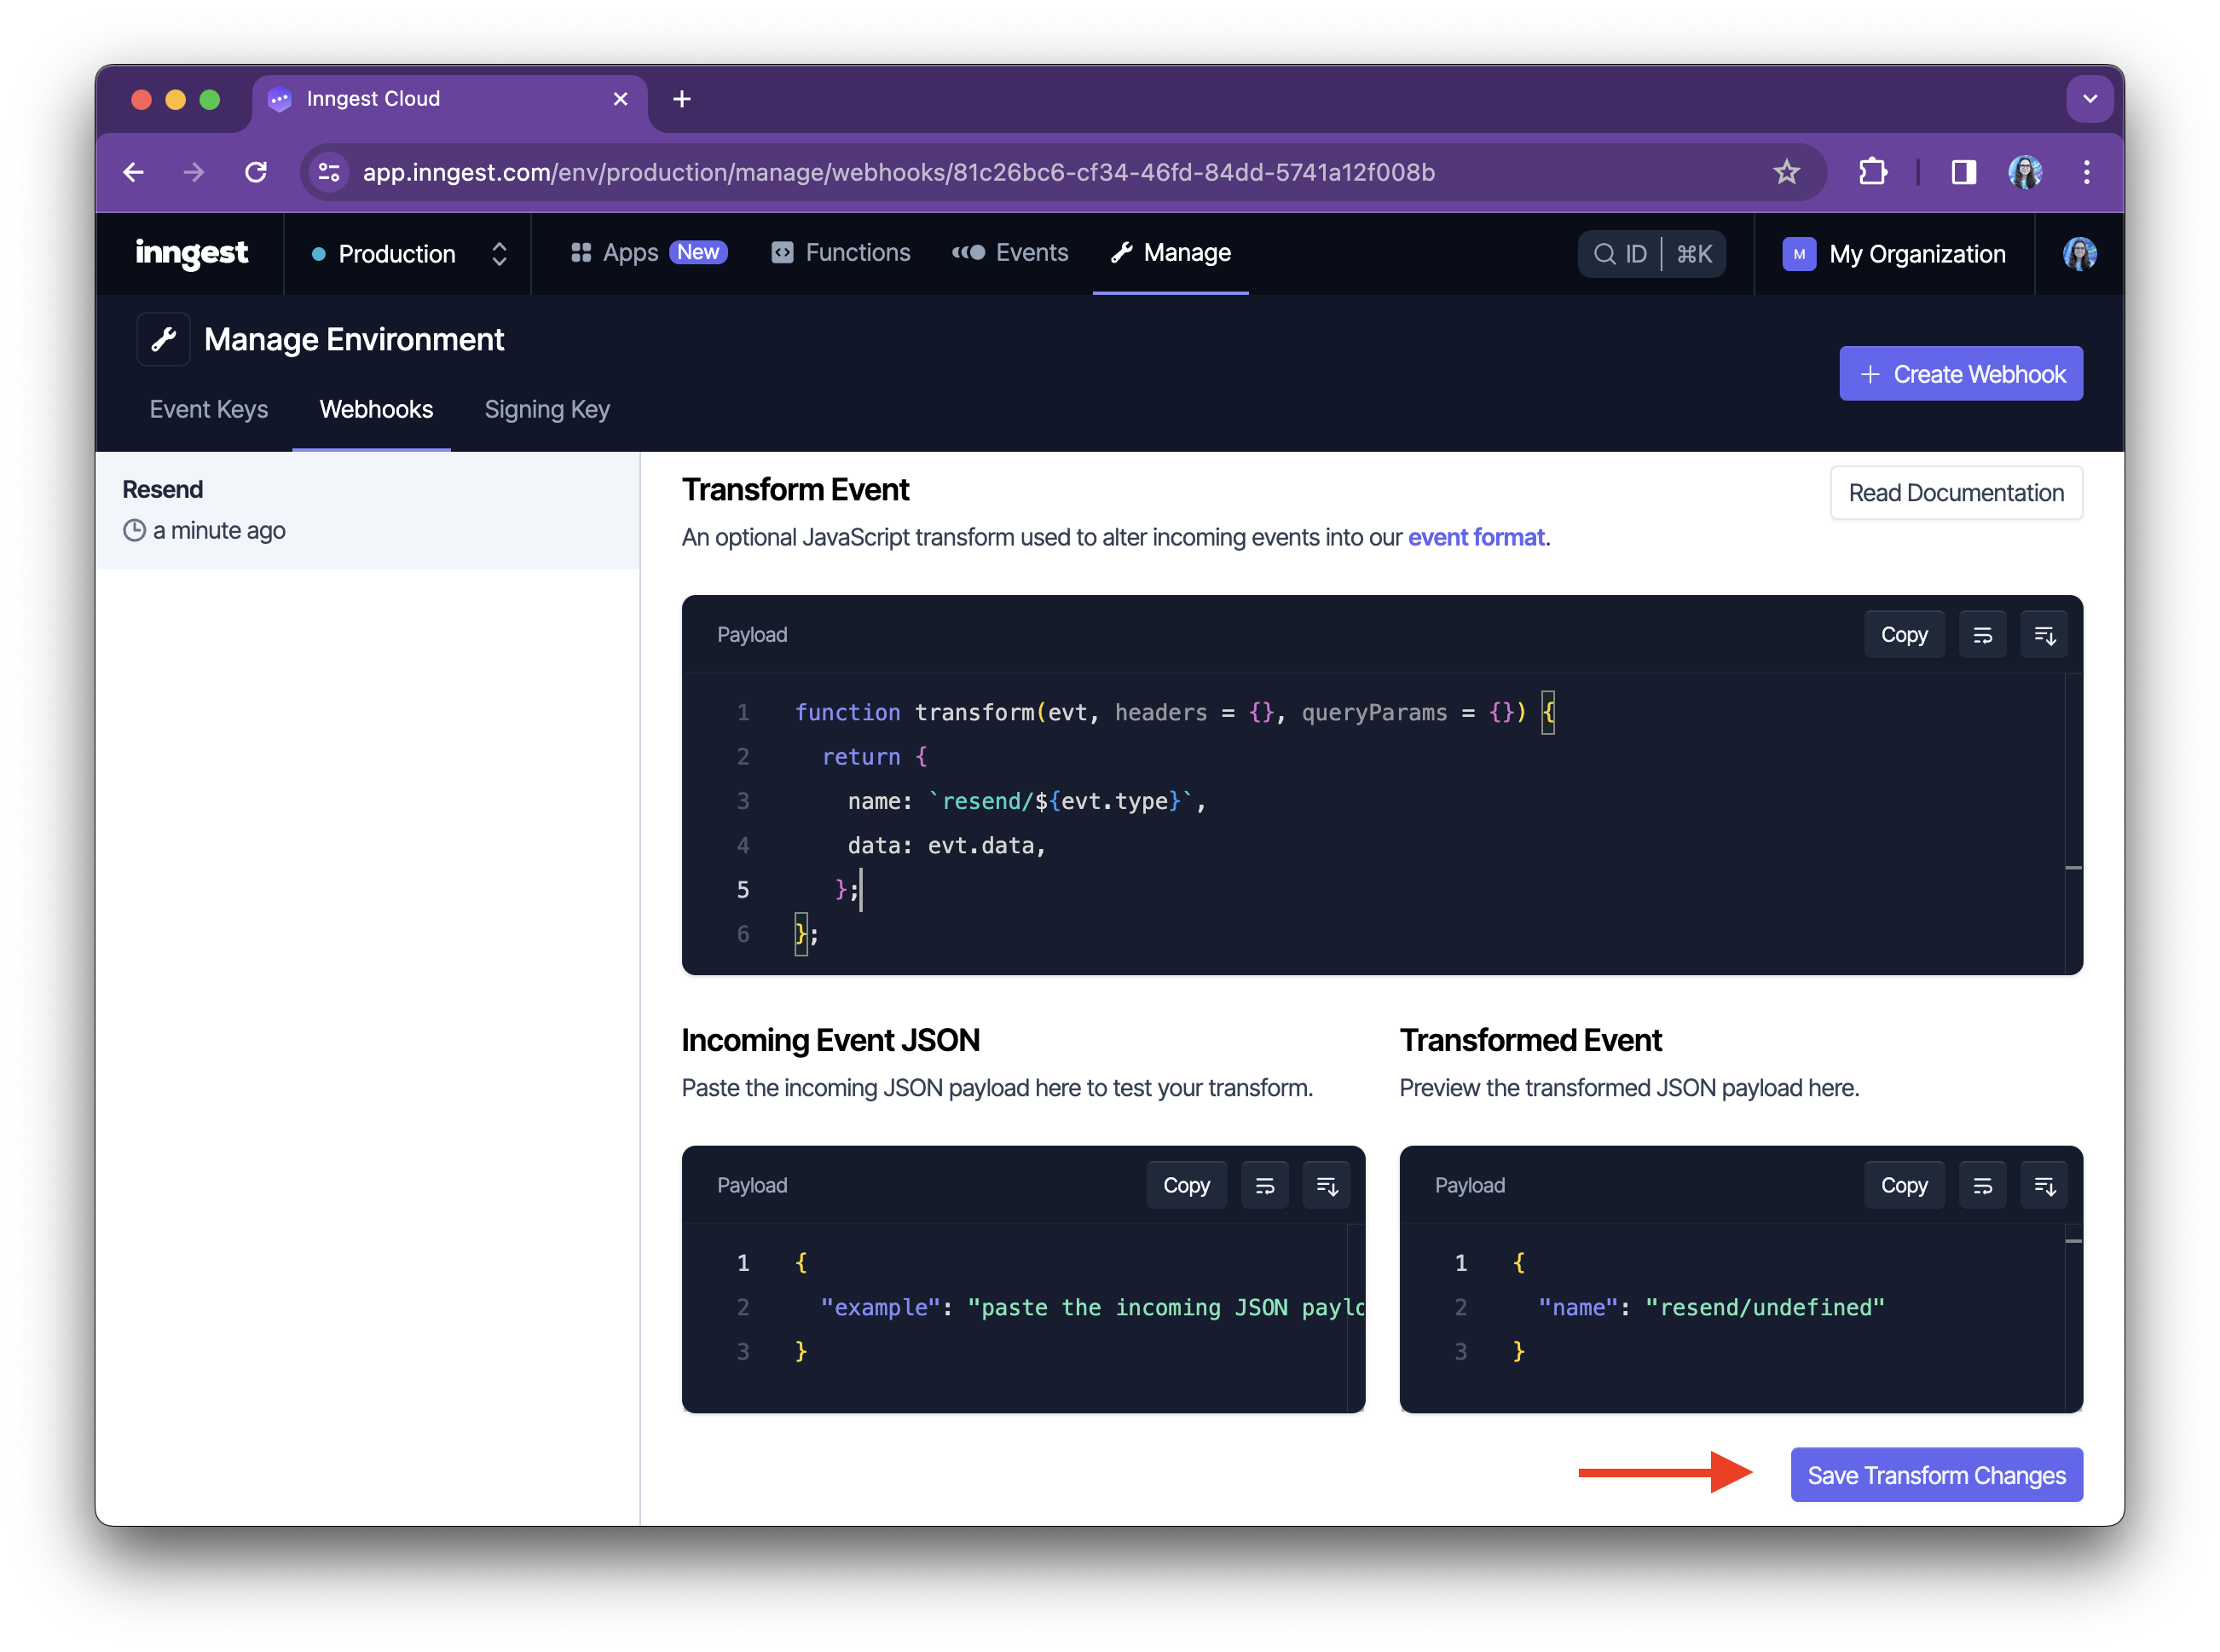 Inngest Cloud
app.inngest.com/env/production/manage/webhooks/81c26bc6-cf34-46fd-84dd-5741a12f008b
inngest
Production
Apps New
Functions
Events
Manage
ID ⌘K
M My Organization
Manage Environment
+ Create Webhook
Event Keys
Webhooks
Signing Key
Resend
a minute ago
Transform Event
Read Documentation
An optional JavaScript transform used to alter incoming events into our event format.
Payload
Copy
1 function transform(evt, headers = {}, queryParams = {}) {
2 return {
3 name: `resend/${evt.type}`,
4 data: evt.data,
5 };
6 };
Incoming Event JSON
Paste the incoming JSON payload here to test your transform.
Payload
Copy
1 {
2 "example": "paste the incoming JSON paylo
3 }
Transformed Event
Preview the transformed JSON payload here.
Payload
Copy
1 {
2 "name": "resend/undefined"
3 }
Save Transform Changes